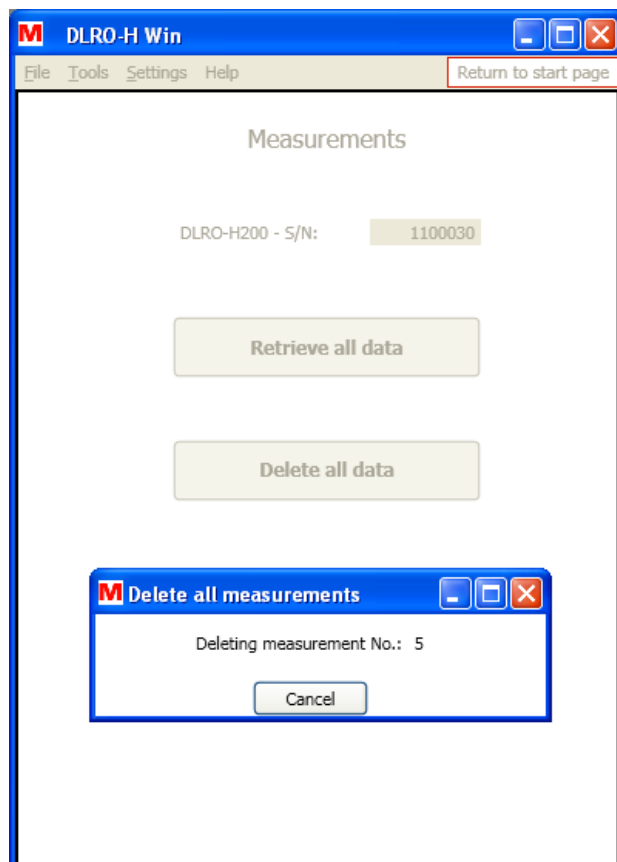 M DLRO-H Win
File Tools Settings Help Return to start page
Measurements
DLRO-H200 - S/N: 1100030
Retrieve all data
Delete all data
M Delete all measurements
Deleting measurement No.: 5
Cancel